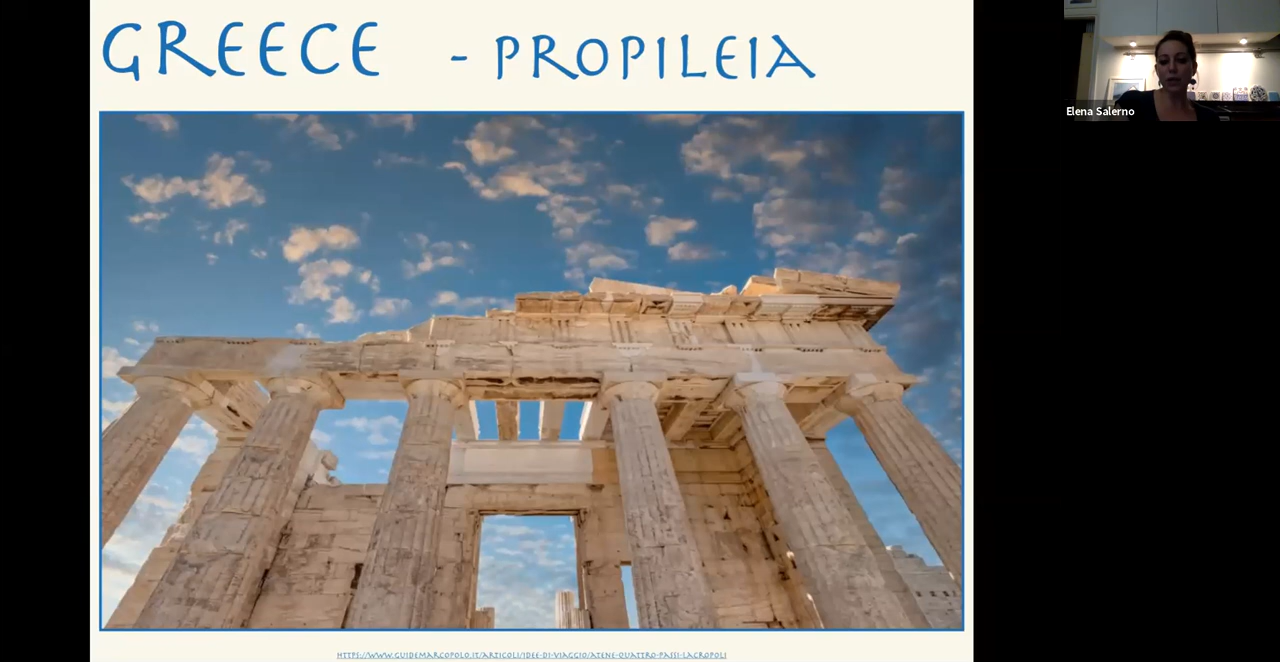 GREECE - PROPILEIA
Elena Salerno
HTTPS://WWW.GUIDEMARCOPOLO.IT/ARTICOLI/IDEE-DI-VIAGGIO/ATENE-QUATTRO-PASSI-LACROPOLI